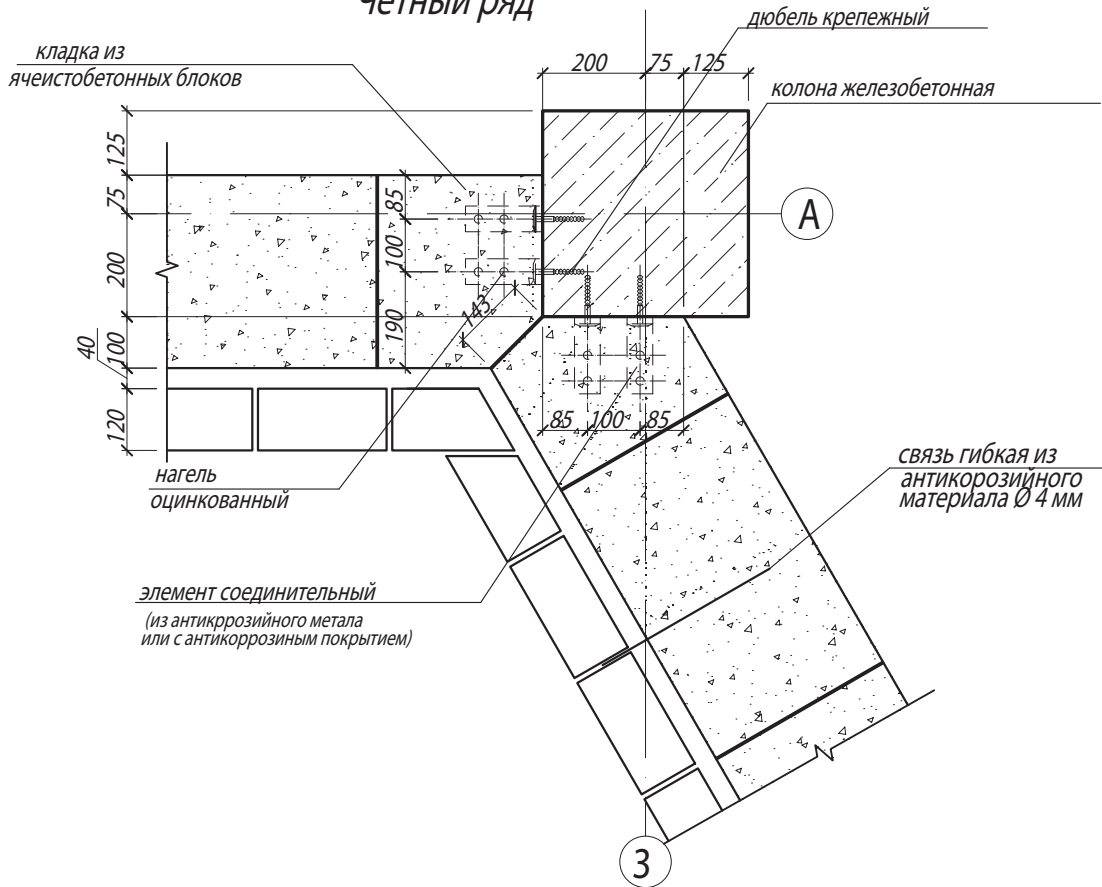 четный ряд
дюбель крепежный
кладка из
ячеистобетонных блоков
200 75 125
колона железобетонная
125
75
200
100
40
120
85
100
190
143
А
85 100 85
нагель
оцинкованный
связь гибкая из
антикорозийного
материала Ø 4 мм
элемент соединительный
(из антикррозийного метала
или с антикоррозиным покрытием)
3